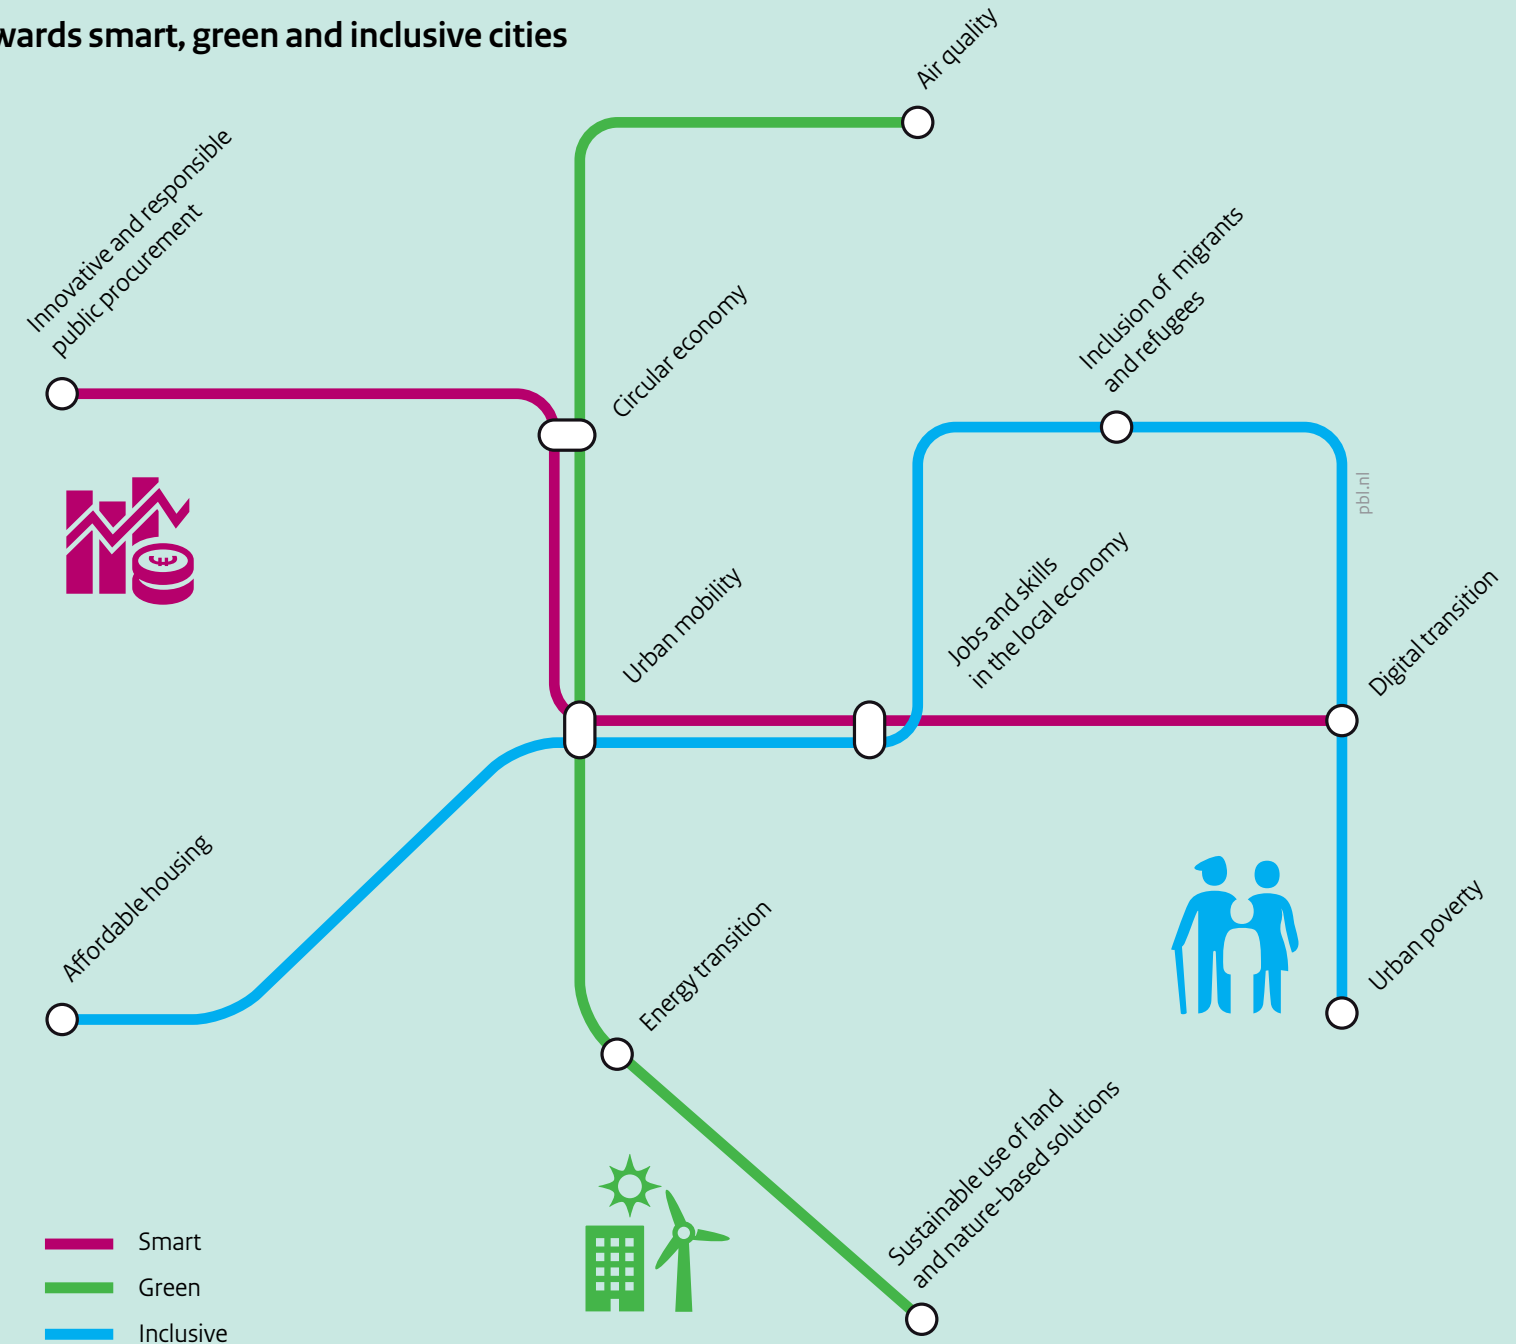 wards smart, green and inclusive cities
Air quality
Innovative and responsible
public procurement
Inclusion of migrants
and refugees
Circular economy
pbl.nl
Jobs and skills
in the local economy
Urban mobility
Digital transition
Affordable housing
Urban poverty
Energy transition
Sustainable use of land
and nature-based solutions
Smart
Green
Inclusive